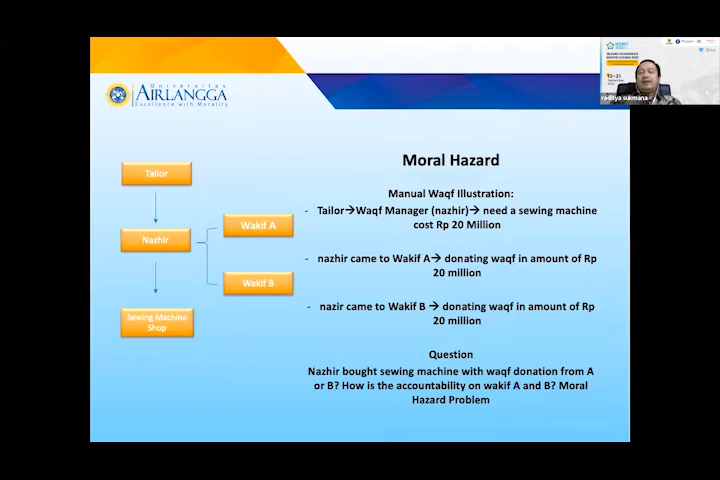 Universitas
AIRLANGGA
Excellence with Morality
raditya sukmana
Moral Hazard
Manual Waqf Illustration:
- Tailor→Waqf Manager (nazhir)→ need a sewing machine
cost Rp 20 Million
- nazhir came to Wakif A→ donating waqf in amount of Rp
20 million
- nazir came to Wakif B → donating waqf in amount of Rp
20 million
Question
Nazhir bought sewing machine with waqf donation from A
or B? How is the accountability on wakif A and B? Moral
Hazard Problem
Tailor
Nazhir
Wakif A
Wakif B
Sewing Machine
Shop